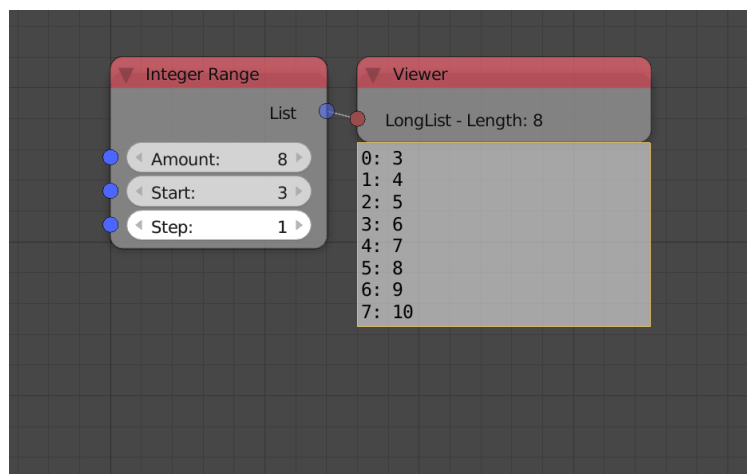 Integer Range
List
Amount: 8
Start: 3
Step: 1
Viewer
LongList - Length: 8
0: 3
1: 4
2: 5
3: 6
4: 7
5: 8
6: 9
7: 10